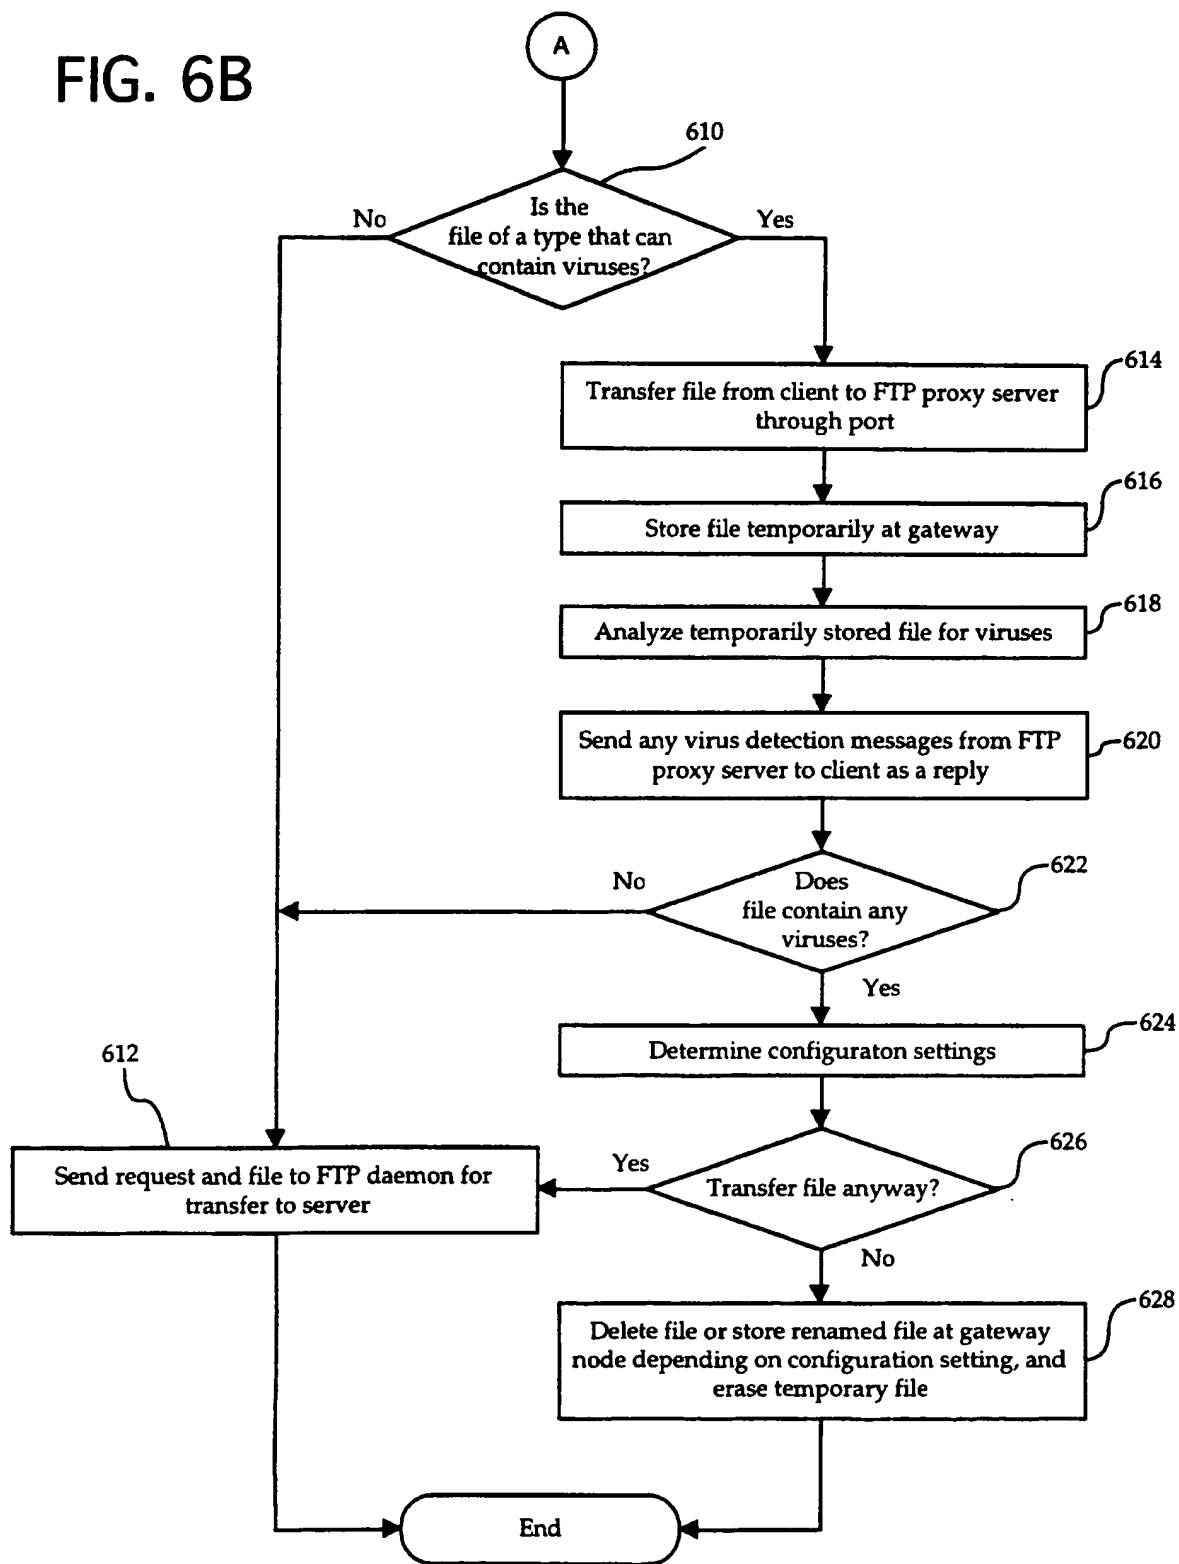 FIG. 6B
A
610
Is the
file of a type that can
contain viruses?
No
Yes
614
Transfer file from client to FTP proxy server
through port
616
Store file temporarily at gateway
618
Analyze temporarily stored file for viruses
620
Send any virus detection messages from FTP
proxy server to client as a reply
622
Does
file contain any
viruses?
No
Yes
624
Determine configuraton settings
612
Send request and file to FTP daemon for
transfer to server
626
Transfer file anyway?
Yes
No
628
Delete file or store renamed file at gateway
node depending on configuration setting, and
erase temporary file
End